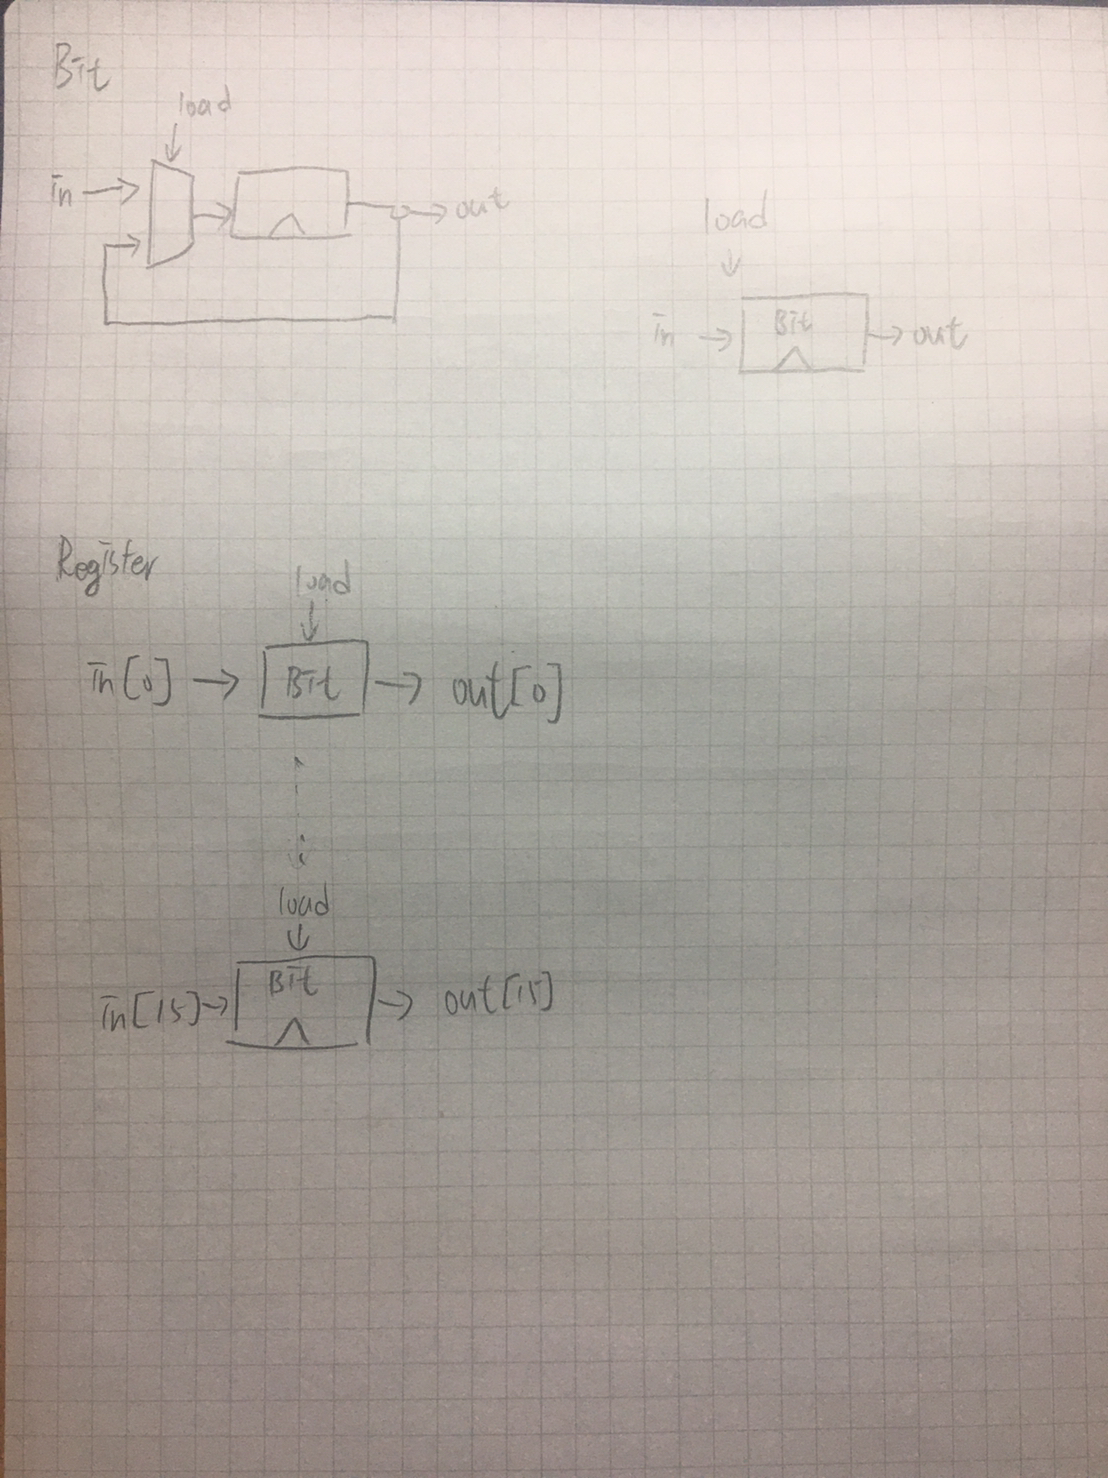 Bit
load
in
out
load
in
Bit
out
Register
load
in[0]
Bit
out[0]
load
in[15]
Bit
out[15]